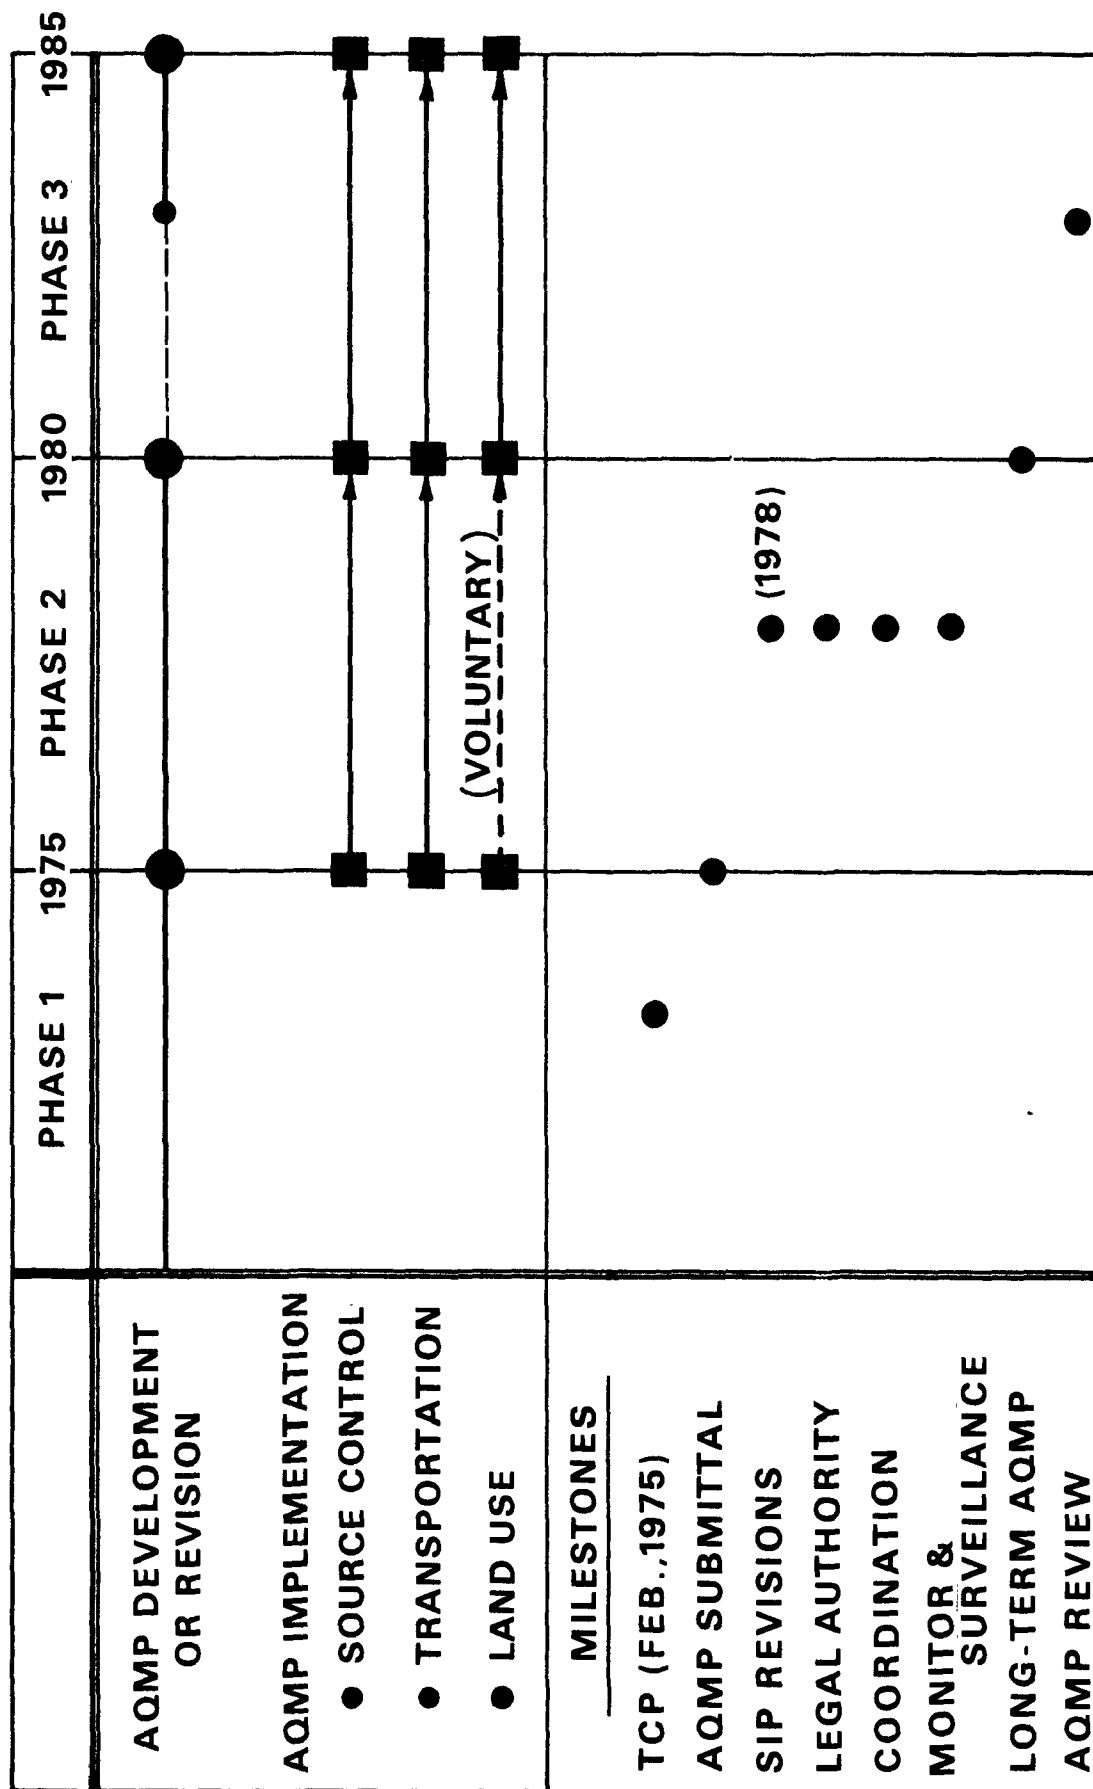 PHASE 1 1975 PHASE 2 1980 PHASE 3 1985
AQMP DEVELOPMENT
OR REVISION
AQMP IMPLEMENTATION
● SOURCE CONTROL
● TRANSPORTATION
● LAND USE
(VOLUNTARY)
MILESTONES
TCP (FEB.,1975)
AQMP SUBMITTAL
SIP REVISIONS
(1978)
LEGAL AUTHORITY
COORDINATION
MONITOR &
SURVEILLANCE
LONG-TERM AQMP
AQMP REVIEW